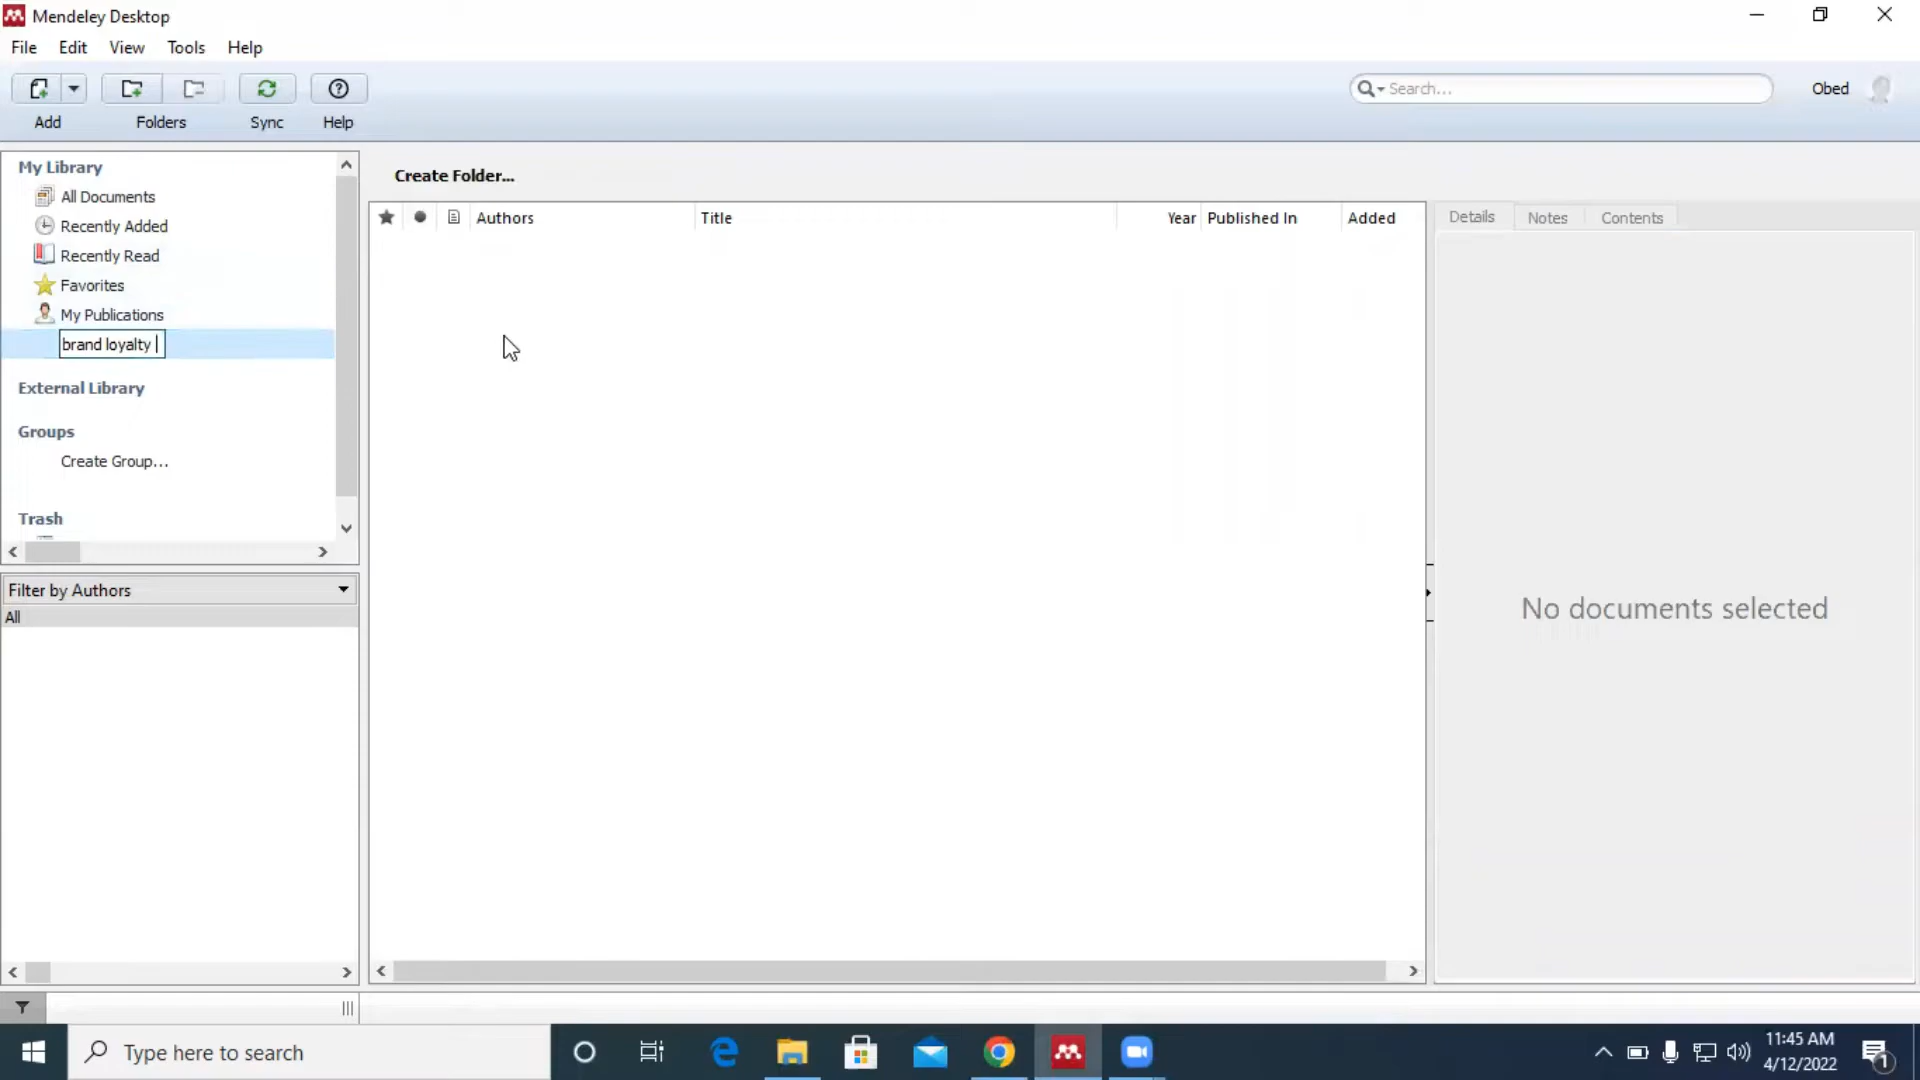 Mendeley Desktop
File Edit View Tools Help
Search...
Obed
Add Folders Sync Help
My Library
All Documents
Recently Added
Recently Read
Favorites
My Publications
brand loyalty
External Library
Groups
Create Group...
Trash
Filter by Authors
All
Create Folder...
Authors Title Year Published In Added
Details Notes Contents
No documents selected
Type here to search
11:45 AM
4/12/2022
1